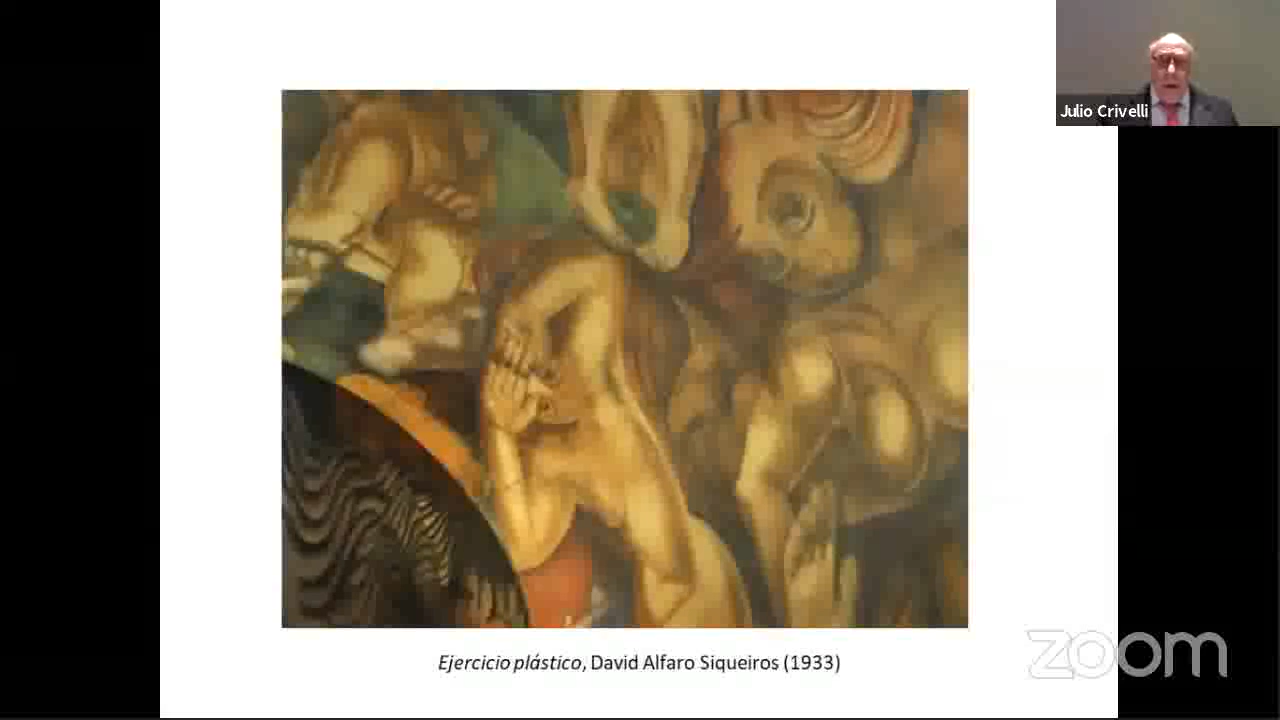 Julio Crivelli
Ejercicio plástico, David Alfaro Siqueiros (1933)
zoom